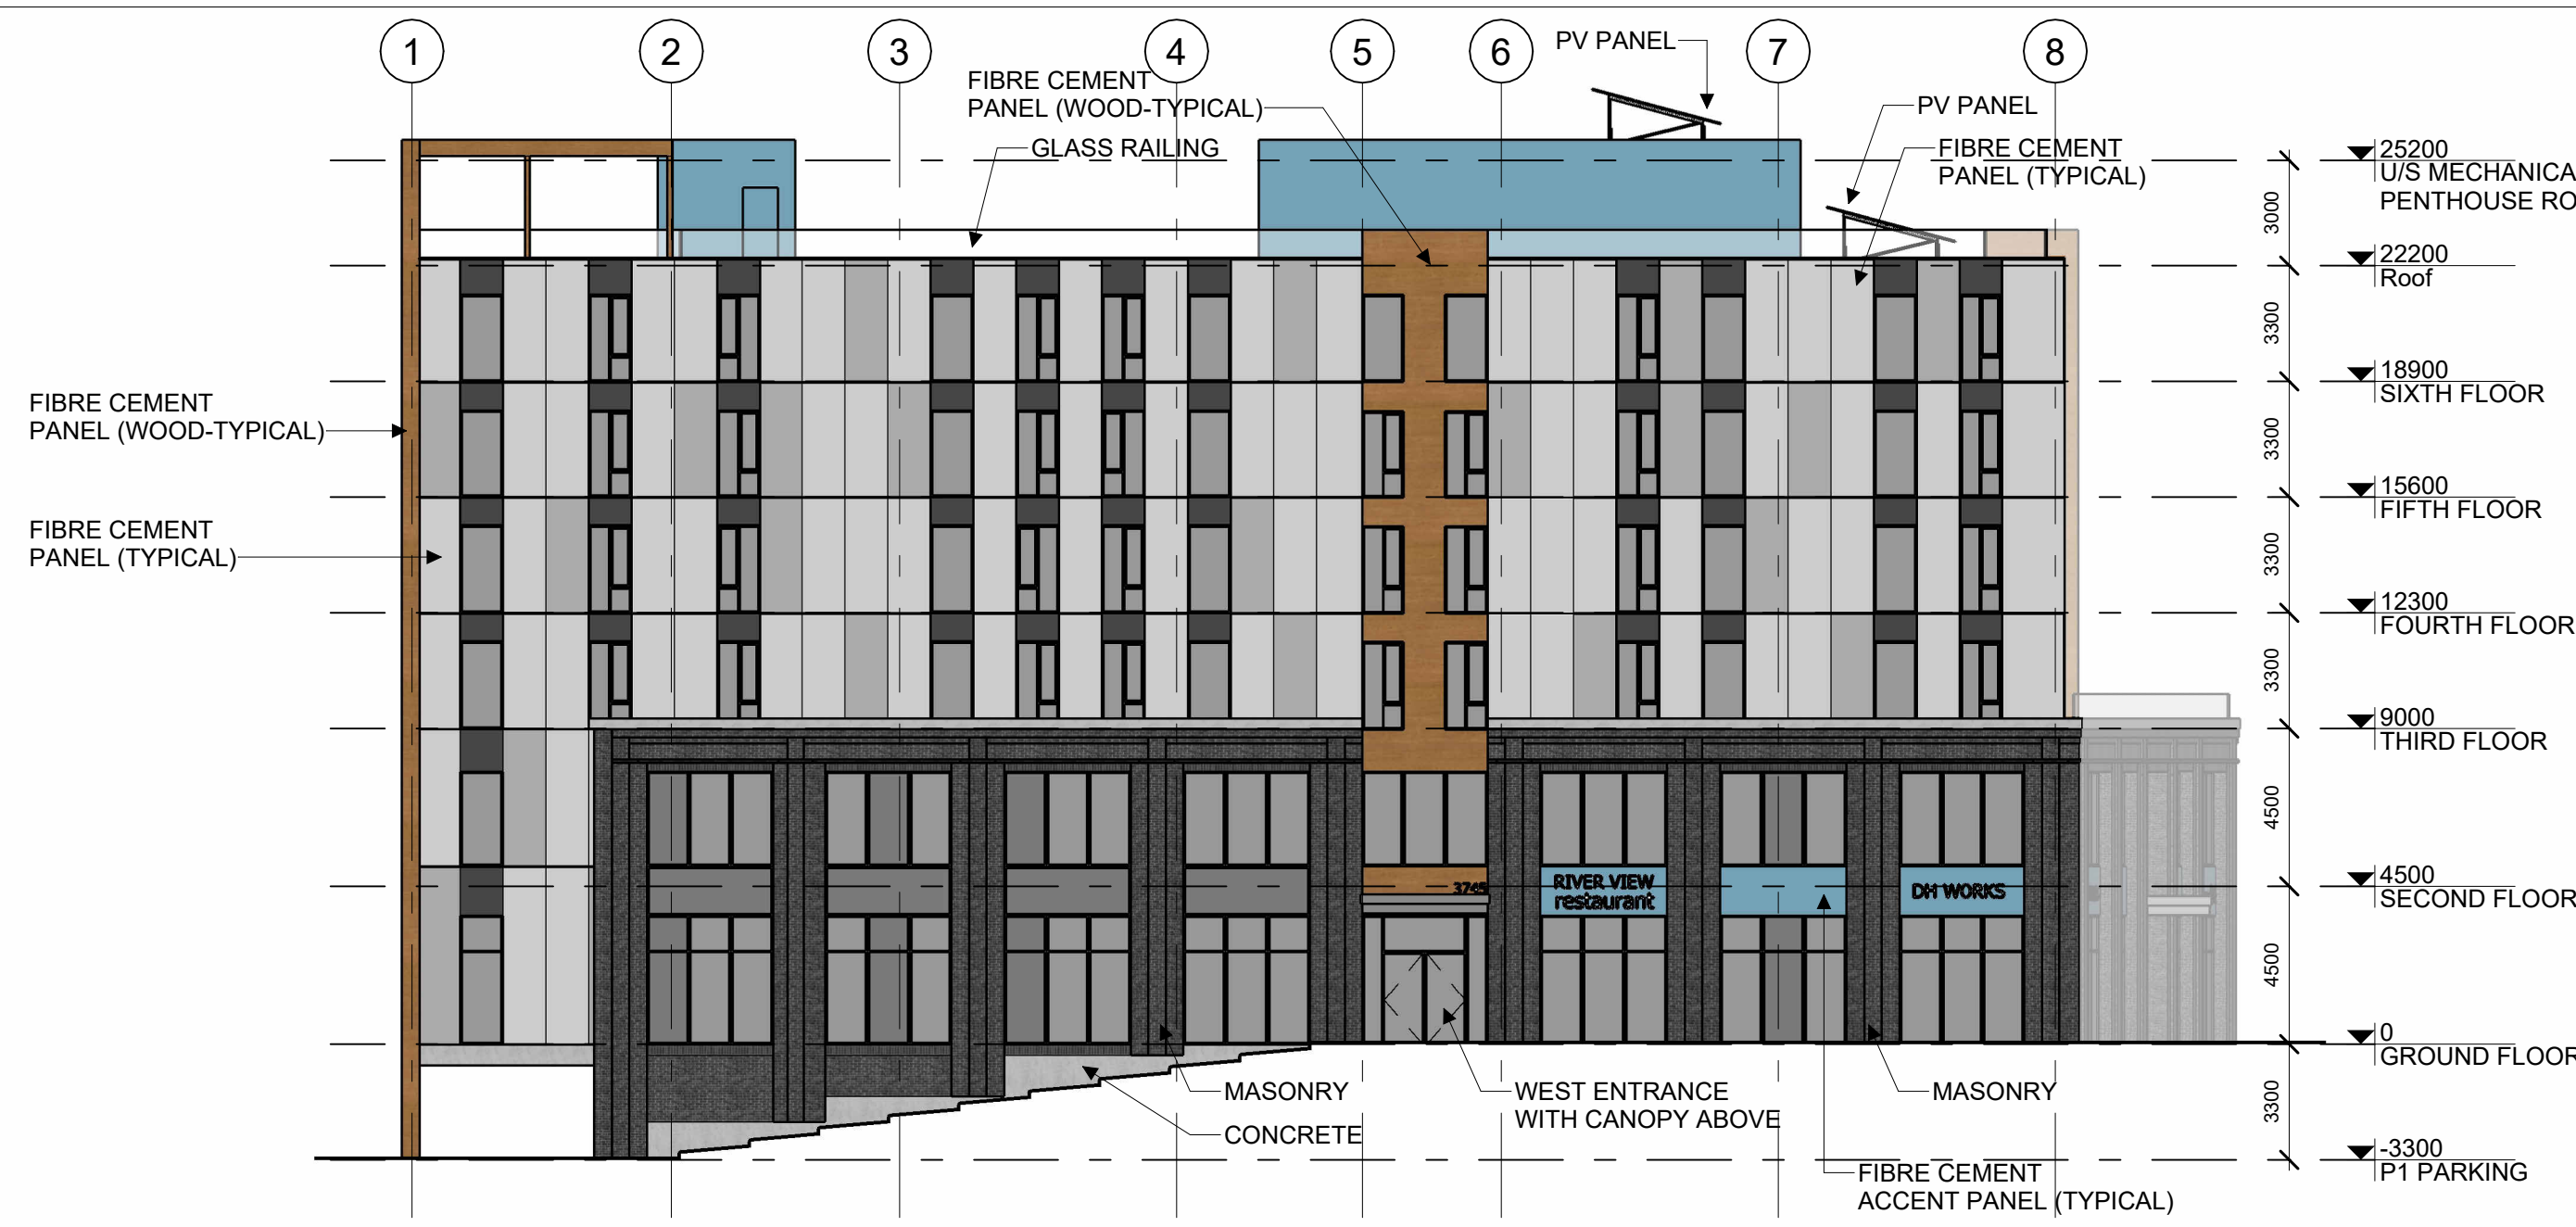 1
2
3
4
5
6
7
8
PV PANEL
FIBRE CEMENT
PANEL (WOOD-TYPICAL)
GLASS RAILING
PV PANEL
FIBRE CEMENT
PANEL (TYPICAL)
25200
U/S MECHANICA
PENTHOUSE RO
3000
22200
Roof
3300
18900
SIXTH FLOOR
FIBRE CEMENT
PANEL (WOOD-TYPICAL)
3300
15600
FIFTH FLOOR
FIBRE CEMENT
PANEL (TYPICAL)
3300
12300
FOURTH FLOOR
3300
9000
THIRD FLOOR
4500
4500
SECOND FLOOR
3745
RIVER VIEW
restaurant
DH WORKS
4500
0
GROUND FLOOR
MASONRY
CONCRETE
WEST ENTRANCE
WITH CANOPY ABOVE
MASONRY
3300
-3300
P1 PARKING
FIBRE CEMENT
ACCENT PANEL (TYPICAL)